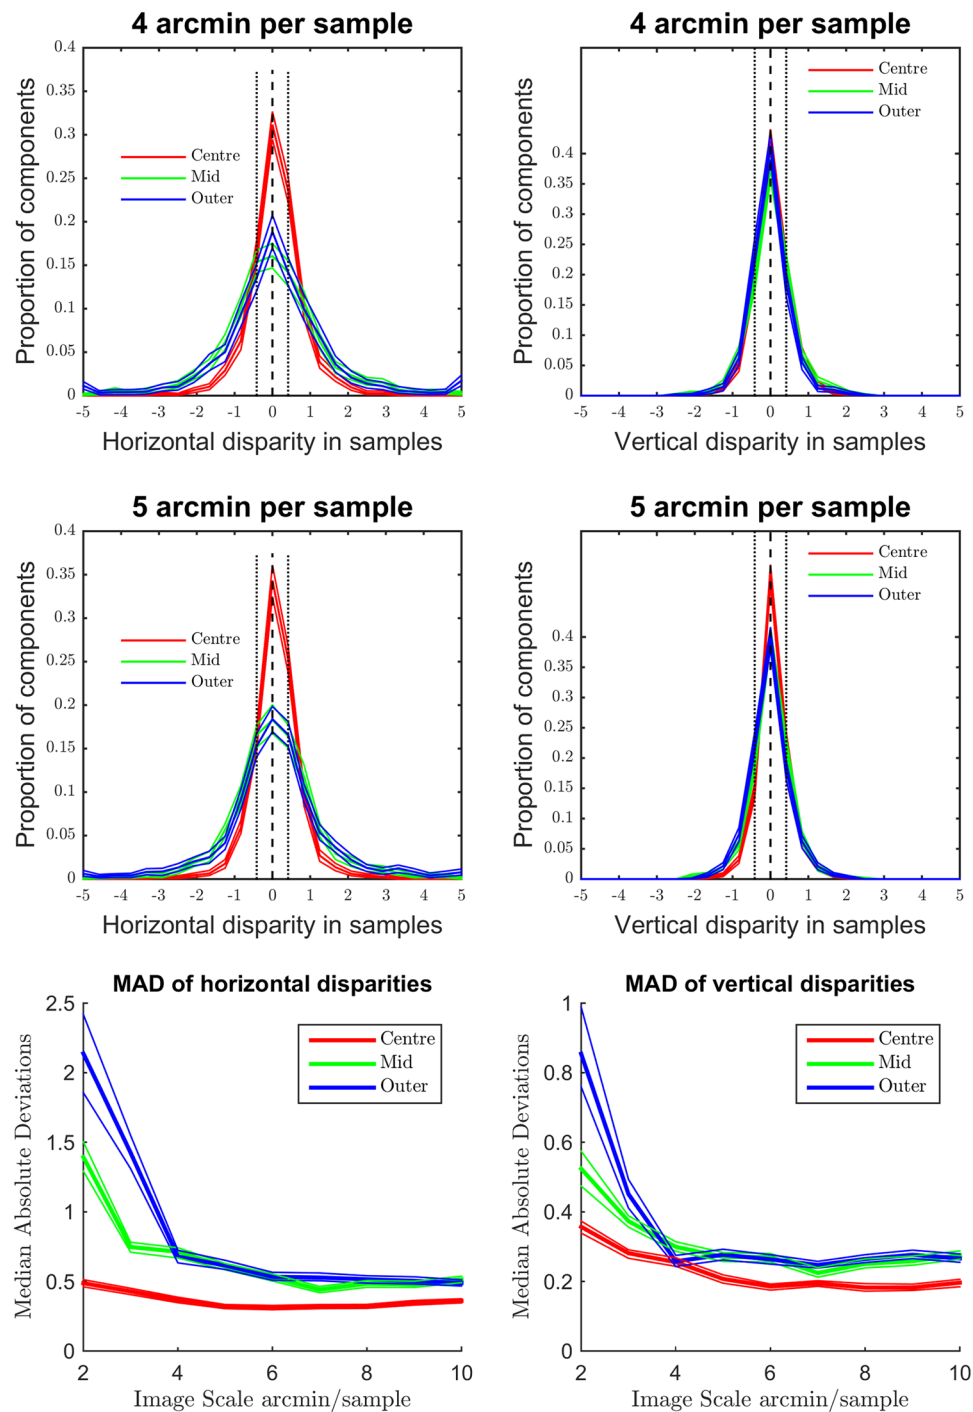 4 arcmin per sample
0.4
0.35
0.3
0.25
0.2
0.15
0.1
0.05
0
Proportion of components
Centre
Mid
Outer
-5 -4 -3 -2 -1 0 1 2 3 4 5
Horizontal disparity in samples
4 arcmin per sample
0.4
0.35
0.3
0.25
0.2
0.15
0.1
0.05
0
Proportion of components
Centre
Mid
Outer
-5 -4 -3 -2 -1 0 1 2 3 4 5
Vertical disparity in samples
5 arcmin per sample
0.4
0.35
0.3
0.25
0.2
0.15
0.1
0.05
0
Proportion of components
Centre
Mid
Outer
-5 -4 -3 -2 -1 0 1 2 3 4 5
Horizontal disparity in samples
5 arcmin per sample
0.4
0.35
0.3
0.25
0.2
0.15
0.1
0.05
0
Proportion of components
Centre
Mid
Outer
-5 -4 -3 -2 -1 0 1 2 3 4 5
Vertical disparity in samples
MAD of horizontal disparities
2.5
2
1.5
1
0.5
0
Median Absolute Deviations
Centre
Mid
Outer
2 4 6 8 10
Image Scale arcmin/sample
MAD of vertical disparities
1
0.8
0.6
0.4
0.2
0
Median Absolute Deviations
Centre
Mid
Outer
2 4 6 8 10
Image Scale arcmin/sample